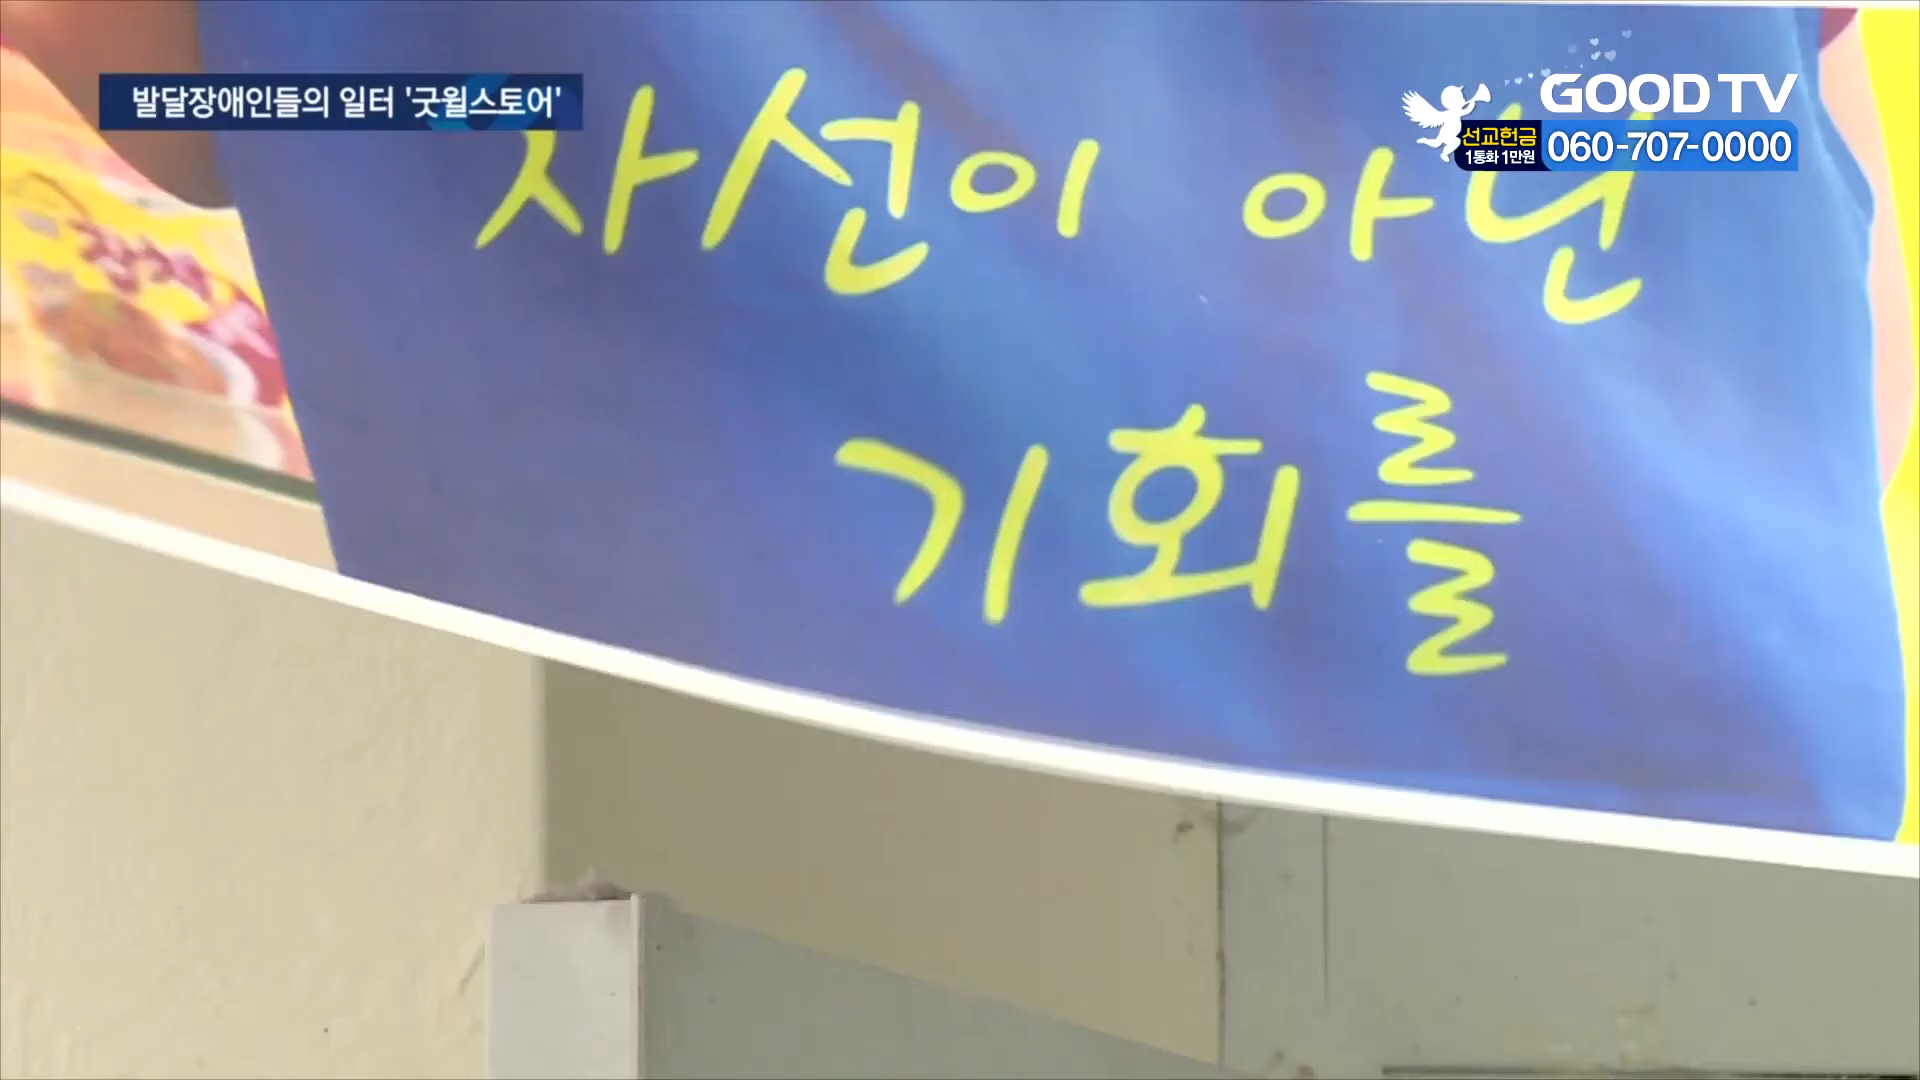 발달장애인들의 일터 '굿윌스토어'
GOOD TV
선교헌금
1통화 1만원
060-707-0000
자선이 아닌
기회를